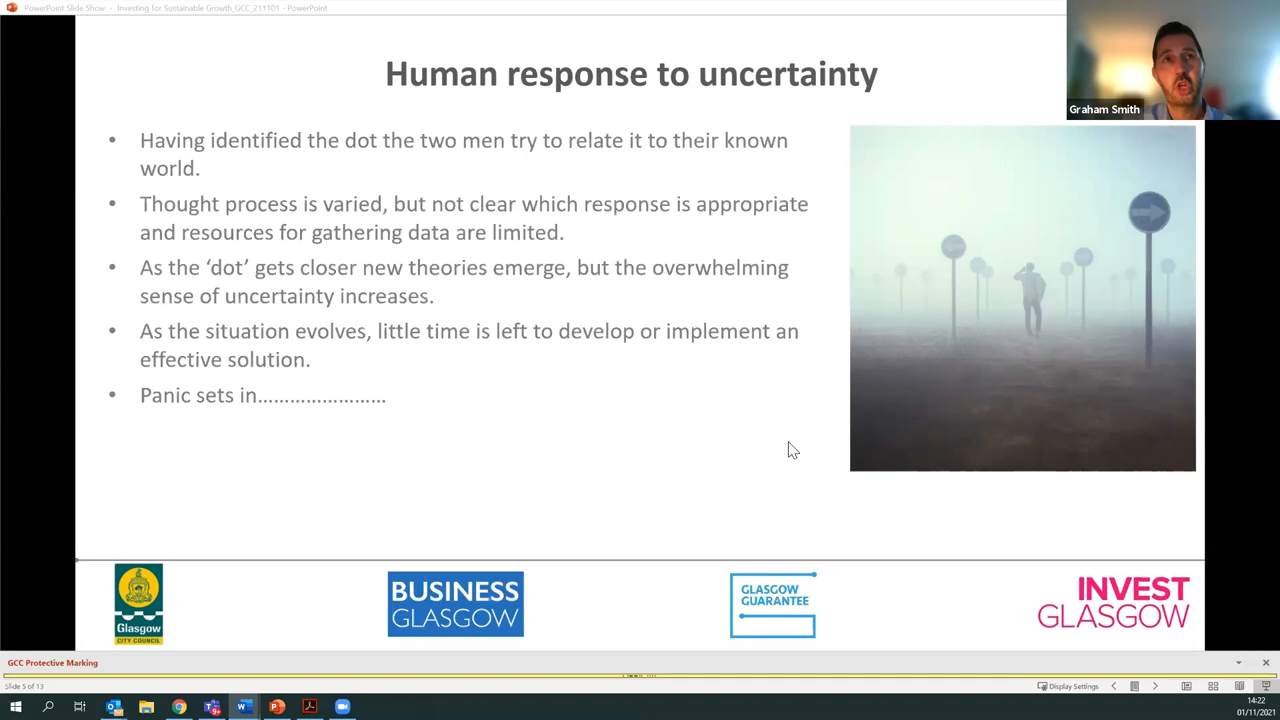 PowerPoint Slide Show - Investing for Sustainable Growth_GCC_211101 - PowerPoint
Human response to uncertainty
Graham Smith
• Having identified the dot the two men try to relate it to their known
world.
• Thought process is varied, but not clear which response is appropriate
and resources for gathering data are limited.
• As the ‘dot’ gets closer new theories emerge, but the overwhelming
sense of uncertainty increases.
• As the situation evolves, little time is left to develop or implement an
effective solution.
• Panic sets in……………………
Glasgow
CITY COUNCIL
BUSINESS
GLASGOW
GLASGOW
GUARANTEE
INVEST
GLASGOW
GCC Protective Marking
Slide 5 of 13
Display Settings
14:22
01/11/2021